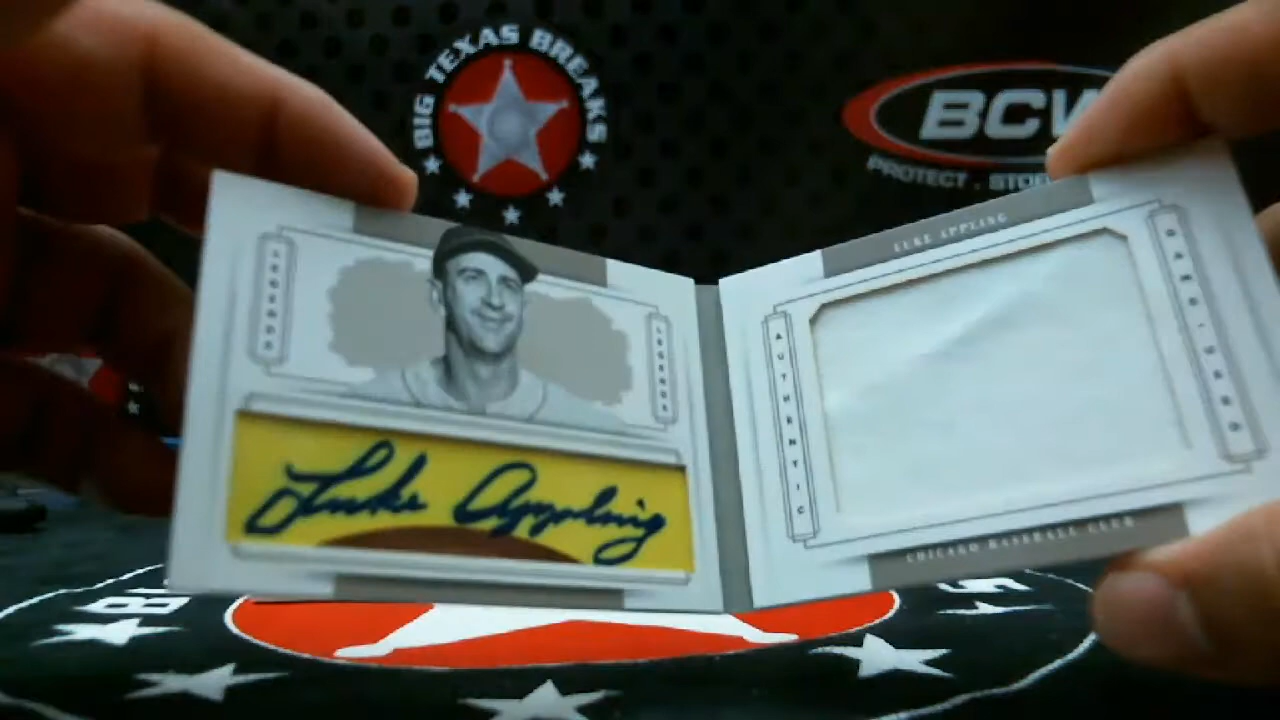 BIG TEXAS BREAKS
BCW
PROTECT . STO
LUKE APPLING
LEGENDS
LEGENDS
AUTHENTIC
GAME-USED
Luke Appling
CHICAGO BASEBALL CLUB